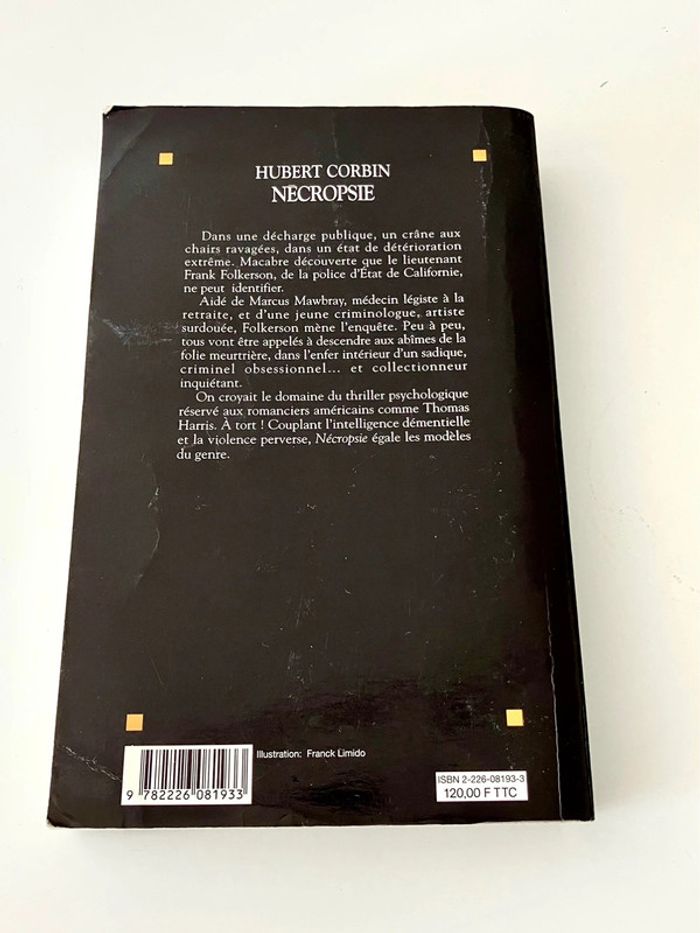 HUBERT CORBIN
NÉCROPSIE
Dans une décharge publique, un crâne aux
chairs ravagées, dans un état de détérioration
extrême. Macabre découverte que le lieutenant
Frank Folkerson, de la police d'État de Californie,
ne peut identifier.
Aidé de Marcus Mawbray, médecin légiste à la
retraite, et d'une jeune criminologue, artiste
surdouée, Folkerson mène l'enquête. Peu à peu,
tous vont être appelés à descendre aux abîmes de la
folie meurtrière, dans l'enfer intérieur d'un sadique,
criminel obsessionnel... et collectionneur
inquiétant.
On croyait le domaine du thriller psychologique
réservé aux romanciers américains comme Thomas
Harris. À tort ! Couplant l'intelligence démentielle
et la violence perverse, Nécropsie égale les modèles
du genre.
Illustration: Franck Limido
9 782226 081933
ISBN 2-226-08193-3
120,00 F TTC